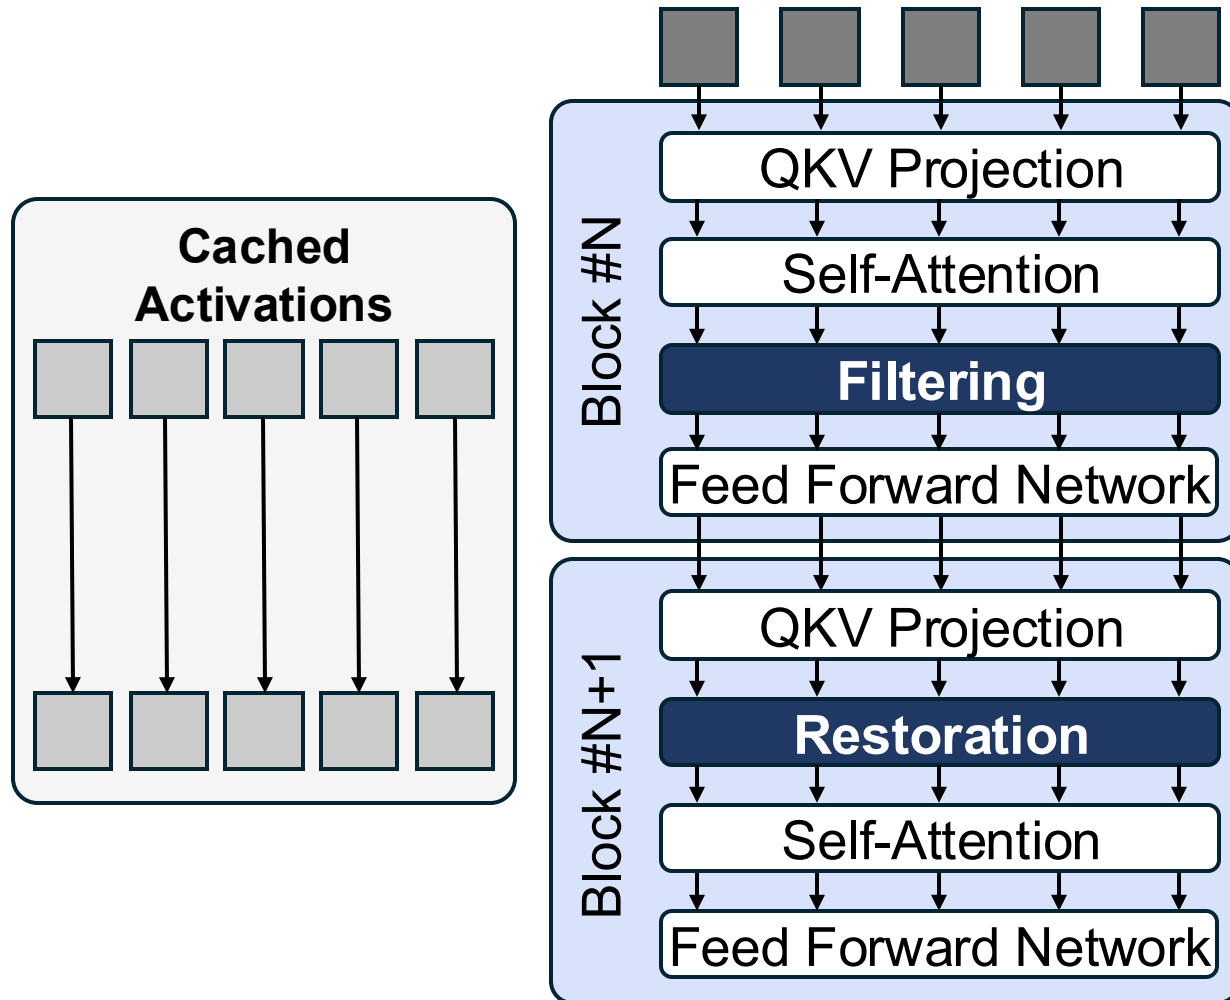 Cached
Activations
Block #N
QKV Projection
Self-Attention
Filtering
Feed Forward Network
Block #N+1
QKV Projection
Restoration
Self-Attention
Feed Forward Network